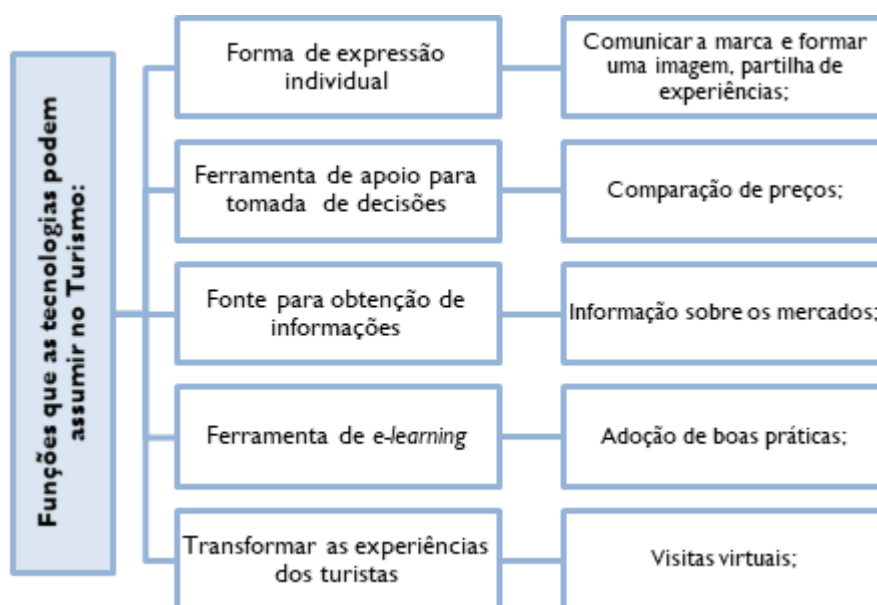 Funções que as tecnologias podem
assumir no Turismo:
Forma de expressão
individual
Comunicar a marca e formar
uma imagem, partilha de
experiências;
Ferramenta de apoio para
tomada de decisões
Comparação de preços;
Fonte para obtenção de
informações
Informação sobre os mercados;
Ferramenta de e-learning
Adoção de boas práticas;
Transformar as experiências
dos turistas
Visitas virtuais;